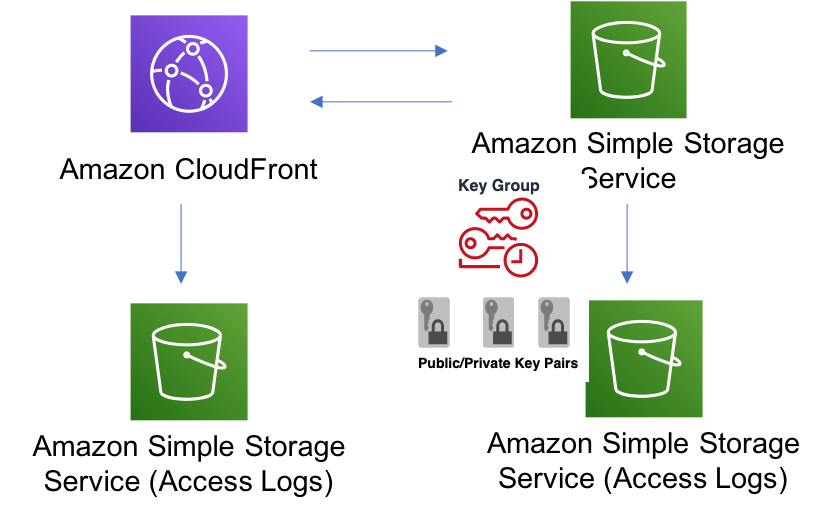 Amazon CloudFront
Amazon Simple Storage
Service
Key Group
Public/Private Key Pairs
Amazon Simple Storage
Service (Access Logs)
Amazon Simple Storage
Service (Access Logs)